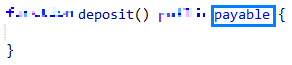 deposit() payable {
}